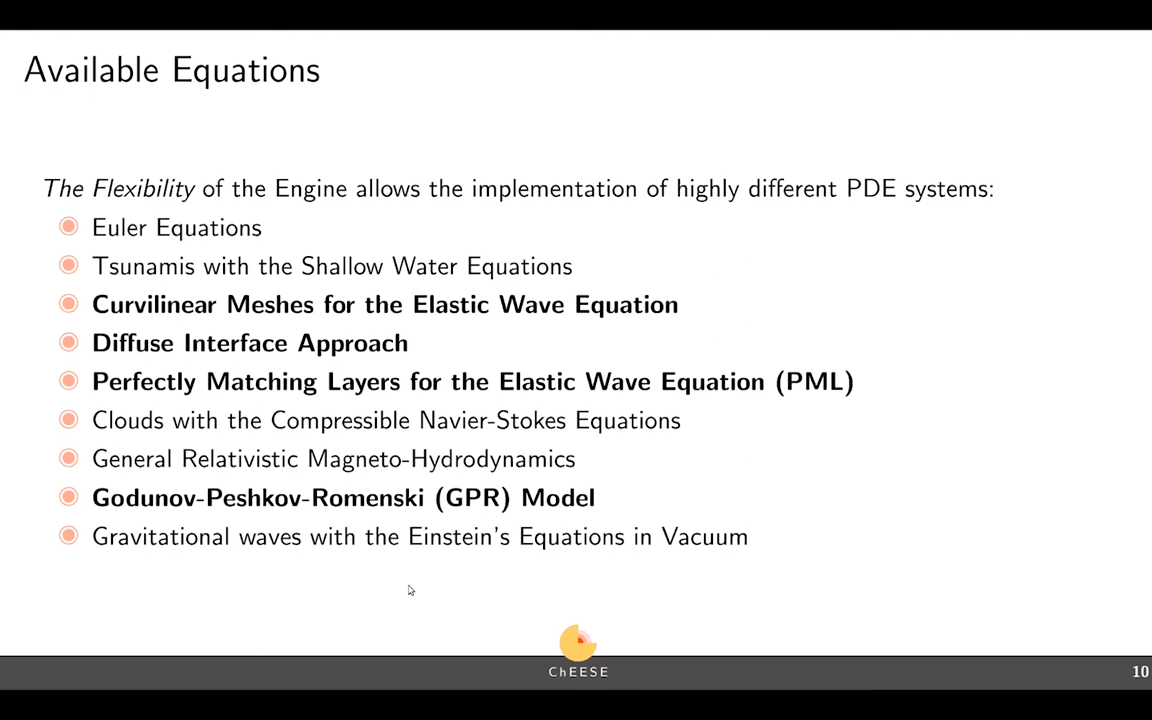 Available Equations
The Flexibility of the Engine allows the implementation of highly different PDE systems:
Euler Equations
Tsunamis with the Shallow Water Equations
Curvilinear Meshes for the Elastic Wave Equation
Diffuse Interface Approach
Perfectly Matching Layers for the Elastic Wave Equation (PML)
Clouds with the Compressible Navier-Stokes Equations
General Relativistic Magneto-Hydrodynamics
Godunov-Peshkov-Romenski (GPR) Model
Gravitational waves with the Einstein's Equations in Vacuum
ChEESE
10